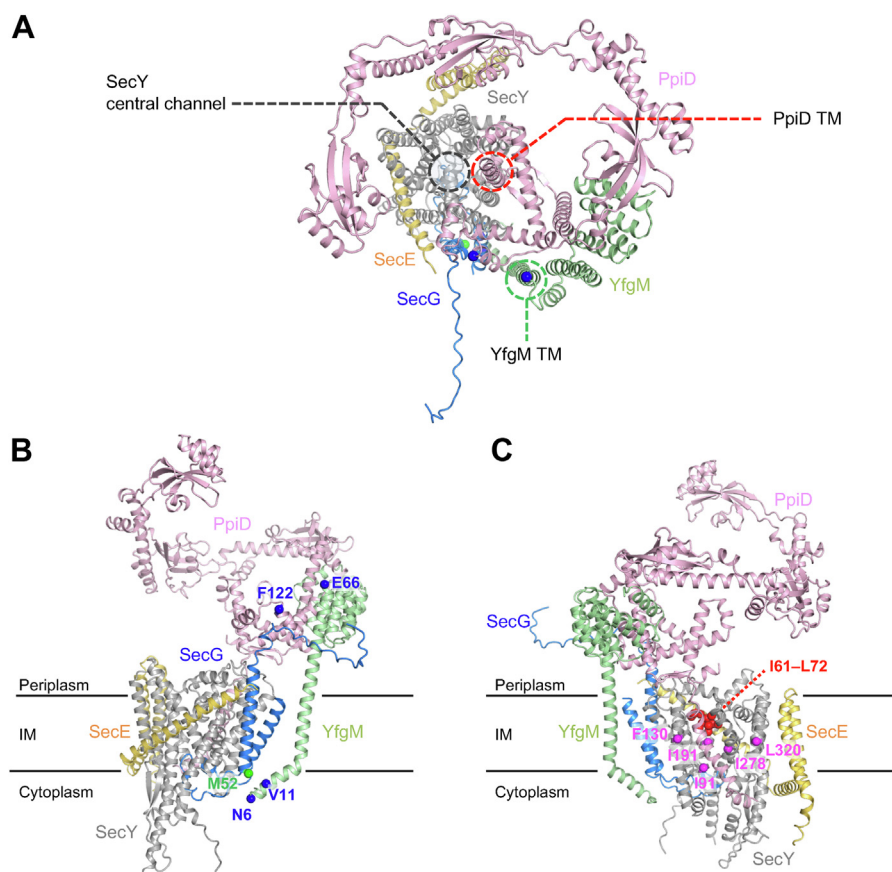 A
SecY
central channel
SecY
PpiD
PpiD TM
SecE
SecG
YfgM
YfgM TM
B
PpiD
E66
F122
SecG
Periplasm
IM
SecE
YfgM
M52
V11
Cytoplasm
N6
SecY
C
PpiD
SecG
I61–L72
Periplasm
IM
YfgM
F130
I191
L320
I278
SecE
I91
Cytoplasm
SecY